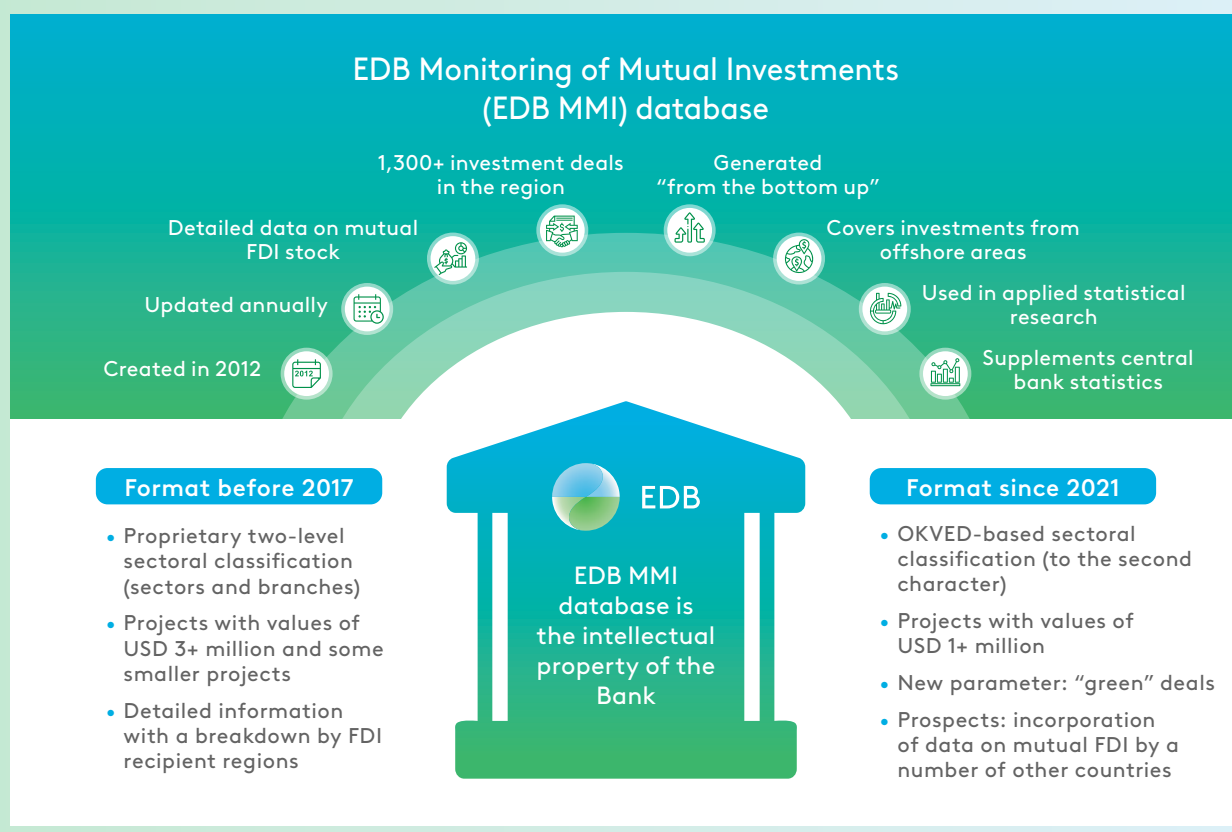 EDB Monitoring of Mutual Investments
(EDB MMI) database
1,300+ investment deals
in the region
Generated
“from the bottom up”
Detailed data on mutual
FDI stock
Covers investments from
offshore areas
Updated annually
Used in applied statistical
research
Created in 2012
2012
Supplements central
bank statistics
Format before 2017
• Proprietary two-level
sectoral classification
(sectors and branches)
• Projects with values of
USD 3+ million and some
smaller projects
• Detailed information
with a breakdown by FDI
recipient regions
EDB
EDB MMI
database is
the intellectual
property of the
Bank
Format since 2021
• OKVED-based sectoral
classification (to the second
character)
• Projects with values of
USD 1+ million
• New parameter: “green” deals
• Prospects: incorporation
of data on mutual FDI by a
number of other countries